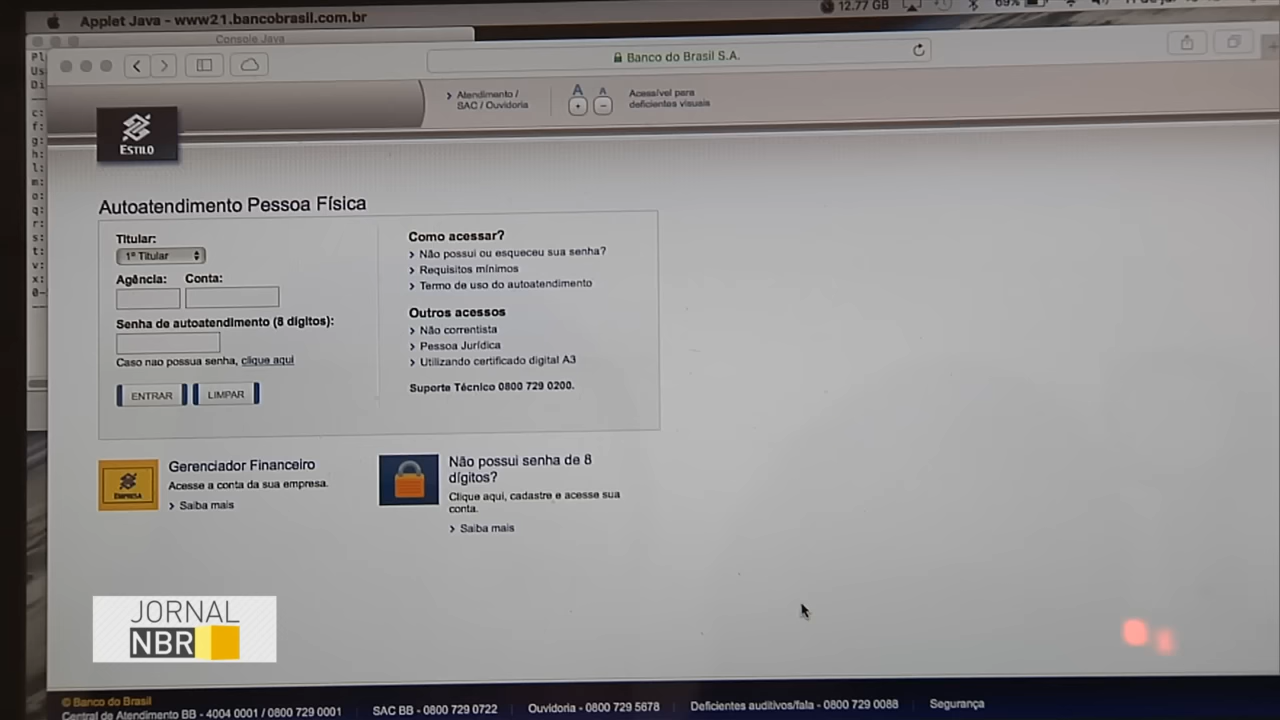 Applet Java - www21.bancobrasil.com.br
12.77 GB
69%
Console Java
Banco do Brasil S.A.
Pl
Us
Di
c:
f:
g:
h:
l:
m:
o:
q:
r:
s:
t:
v:
x:
0-
> Atendimento /
SAC / Ouvidoria
A A
+ -
Acessível para
deficientes visuais
ESTILO
Autoatendimento Pessoa Física
Titular:
1º Titular
Agência: Conta:
Senha de autoatendimento (8 dígitos):
Caso nao possua senha, clique aqui
ENTRAR LIMPAR
Como acessar?
> Não possui ou esqueceu sua senha?
> Requisitos mínimos
> Termo de uso do autoatendimento
Outros acessos
> Não correntista
> Pessoa Jurídica
> Utilizando certificado digital A3
Suporte Técnico 0800 729 0200.
EMPRESA
Gerenciador Financeiro
Acesse a conta da sua empresa.
> Saiba mais
Não possui senha de 8
dígitos?
Clique aqui, cadastre e acesse sua
conta.
> Saiba mais
JORNAL
NBR
© Banco do Brasil
Central de Atendimento BB - 4004 0001 / 0800 729 0001
SAC BB - 0800 729 0722
Ouvidoria - 0800 729 5678
Deficientes auditivos/fala - 0800 729 0088
Segurança